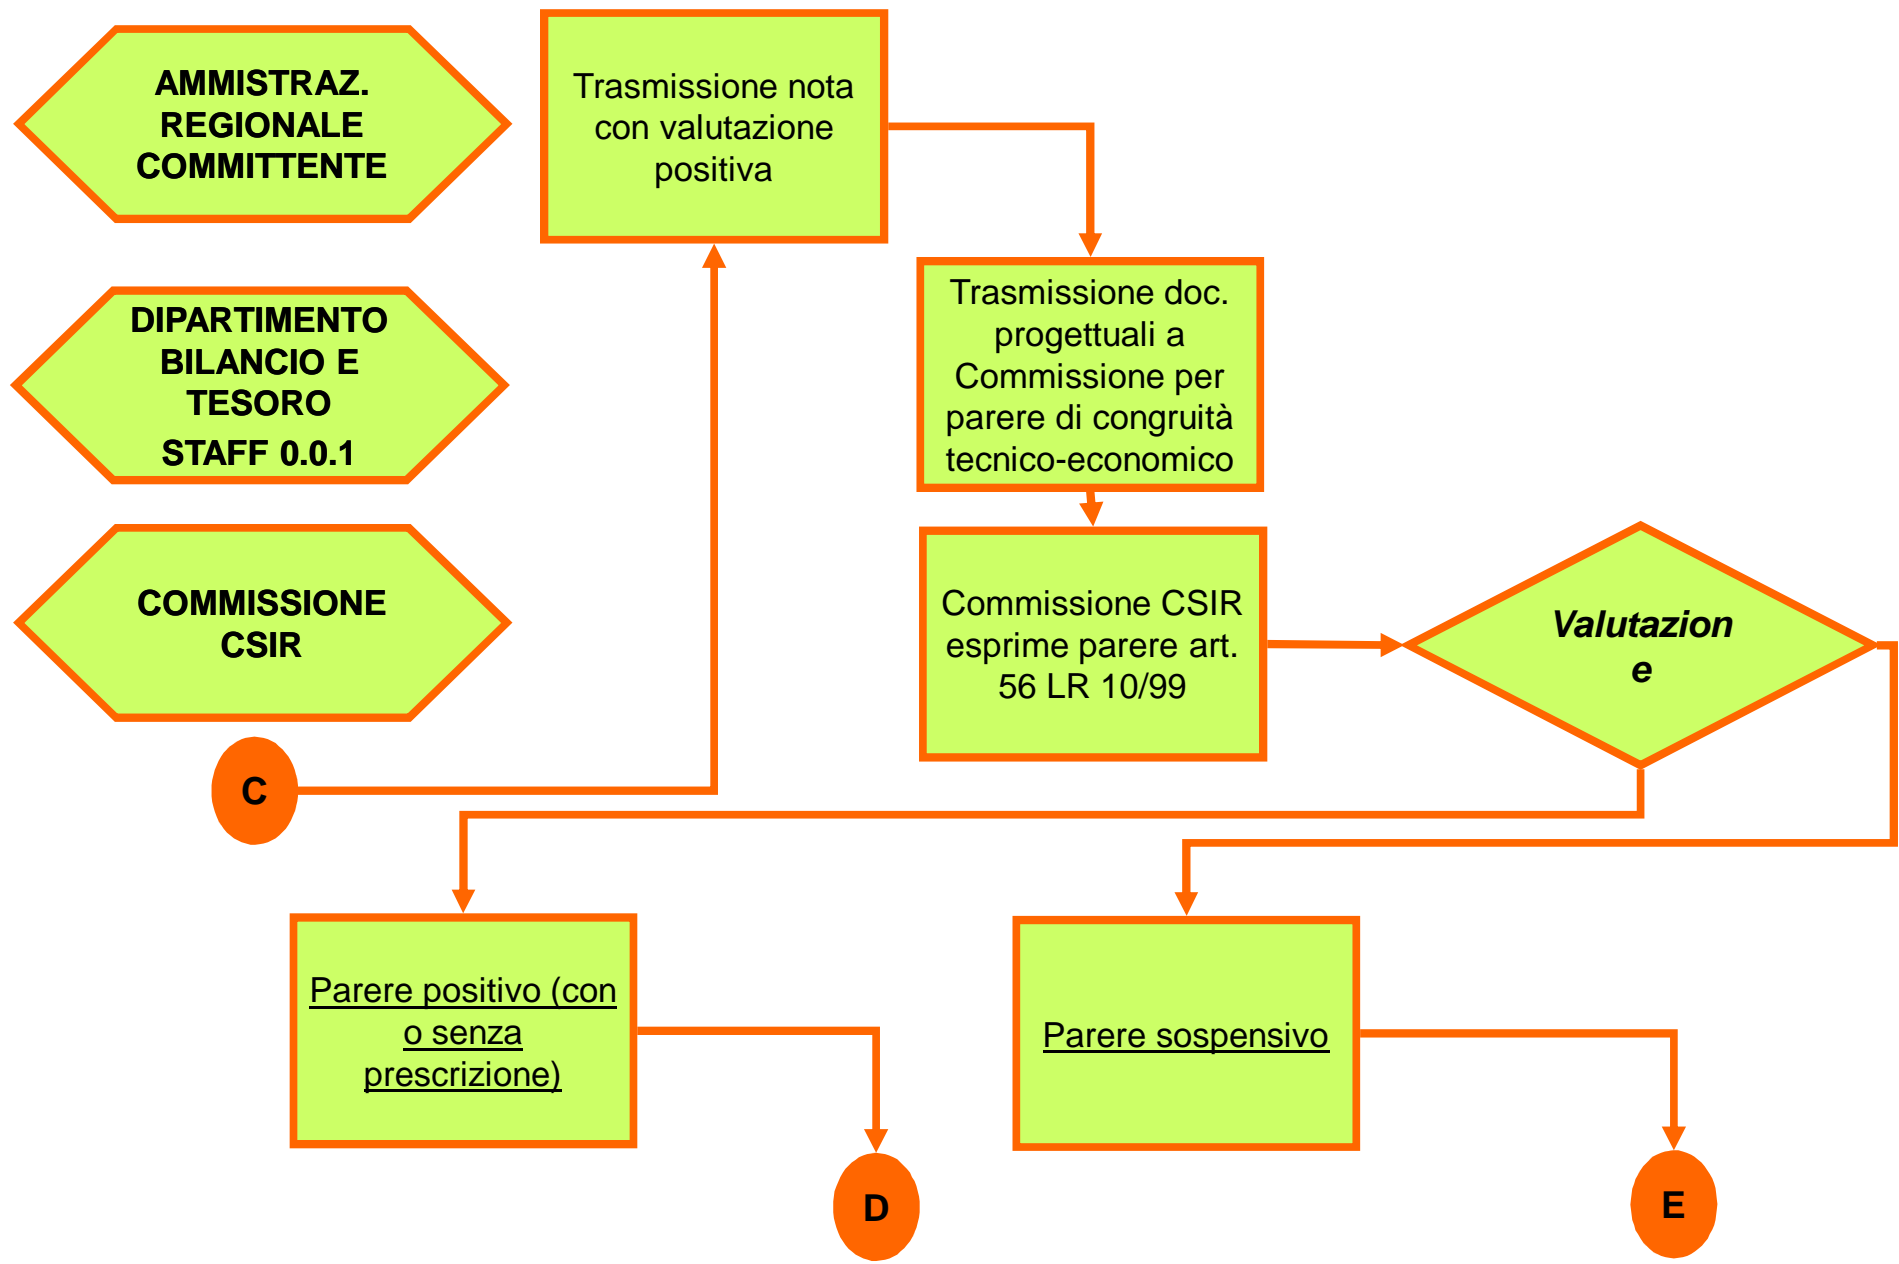 AMMISTRAZ.
REGIONALE
COMMITTENTE
Trasmissione nota
con valutazione
positiva
DIPARTIMENTO
BILANCIO E
TESORO
STAFF 0.0.1
Trasmissione doc.
progettuali a
Commissione per
parere di congruità
tecnico-economico
COMMISSIONE
CSIR
Commissione CSIR
esprime parere art.
56 LR 10/99
Valutazion
e
C
Parere positivo (con
o senza
prescrizione)
Parere sospensivo
D
E